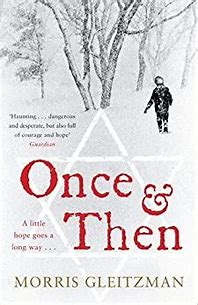 'Haunting . . . dangerous
and desperate, but also full
of courage and hope'
Guardian
Once &
Then
A little
hope goes a
long way . . .
MORRIS GLEITZMAN